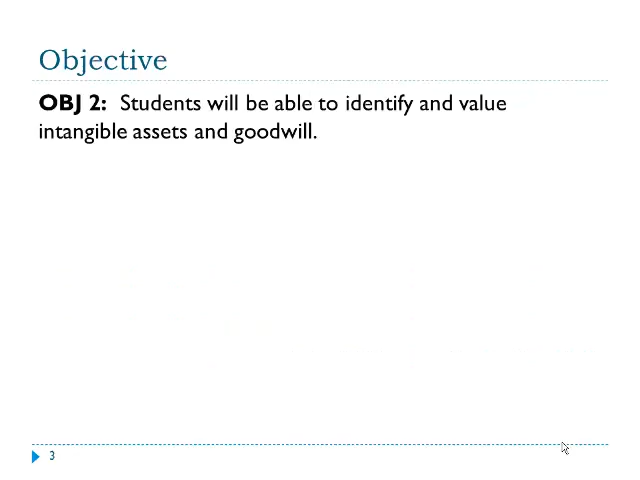 Objective
OBJ 2: Students will be able to identify and value
intangible assets and goodwill.
3